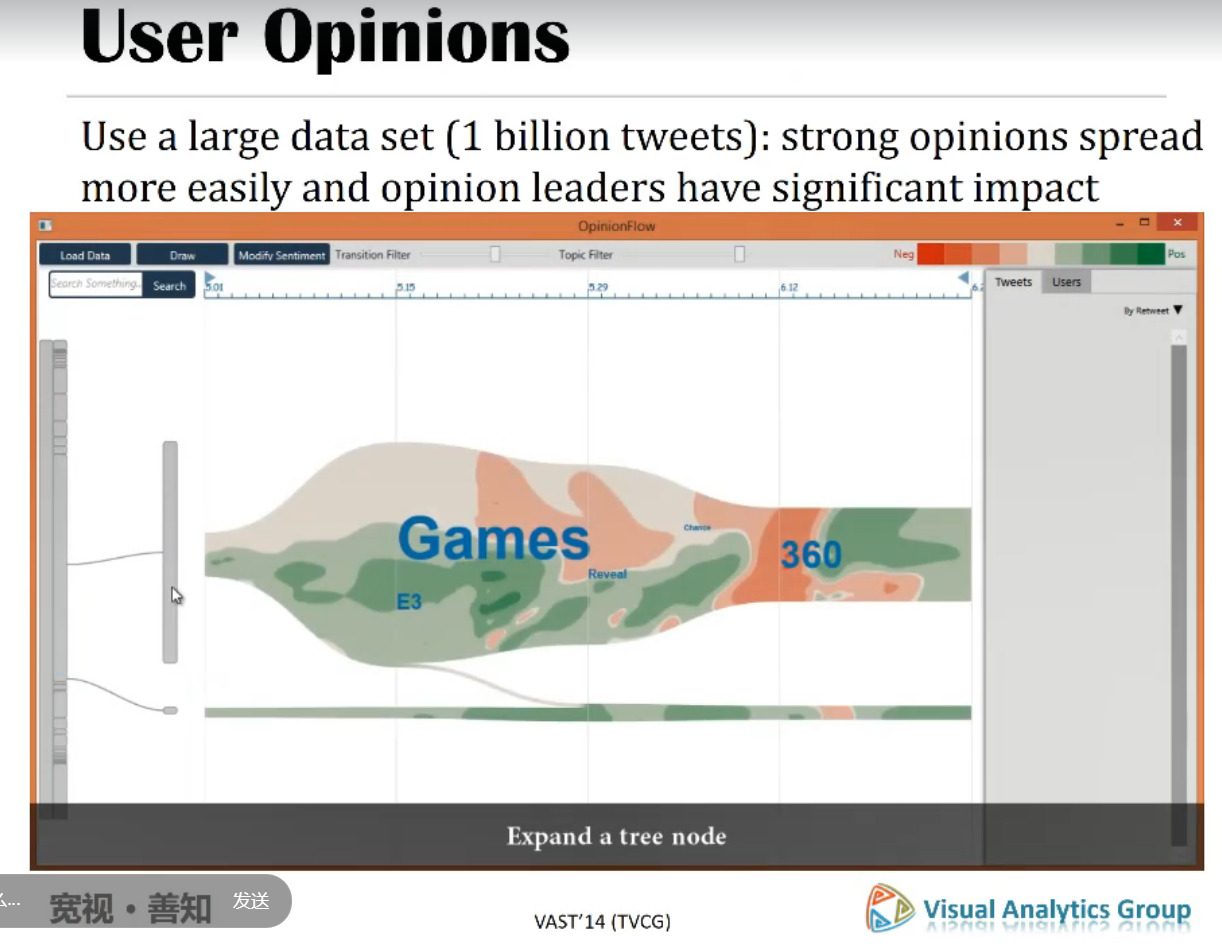 User Opinions
Use a large data set (1 billion tweets): strong opinions spread
more easily and opinion leaders have significant impact
OpinionFlow
Load Data
Draw
Modify Sentiment
Transition Filter
Topic Filter
Neg
Pos
Search Something..
Search
5.01
5.15
5.29
6.12
Tweets
Users
By Retweet ▼
Games
Chance
Reveal
E3
360
Expand a tree node
宽视·善知
发送
VAST'14 (TVCG)
Visual Analytics Group